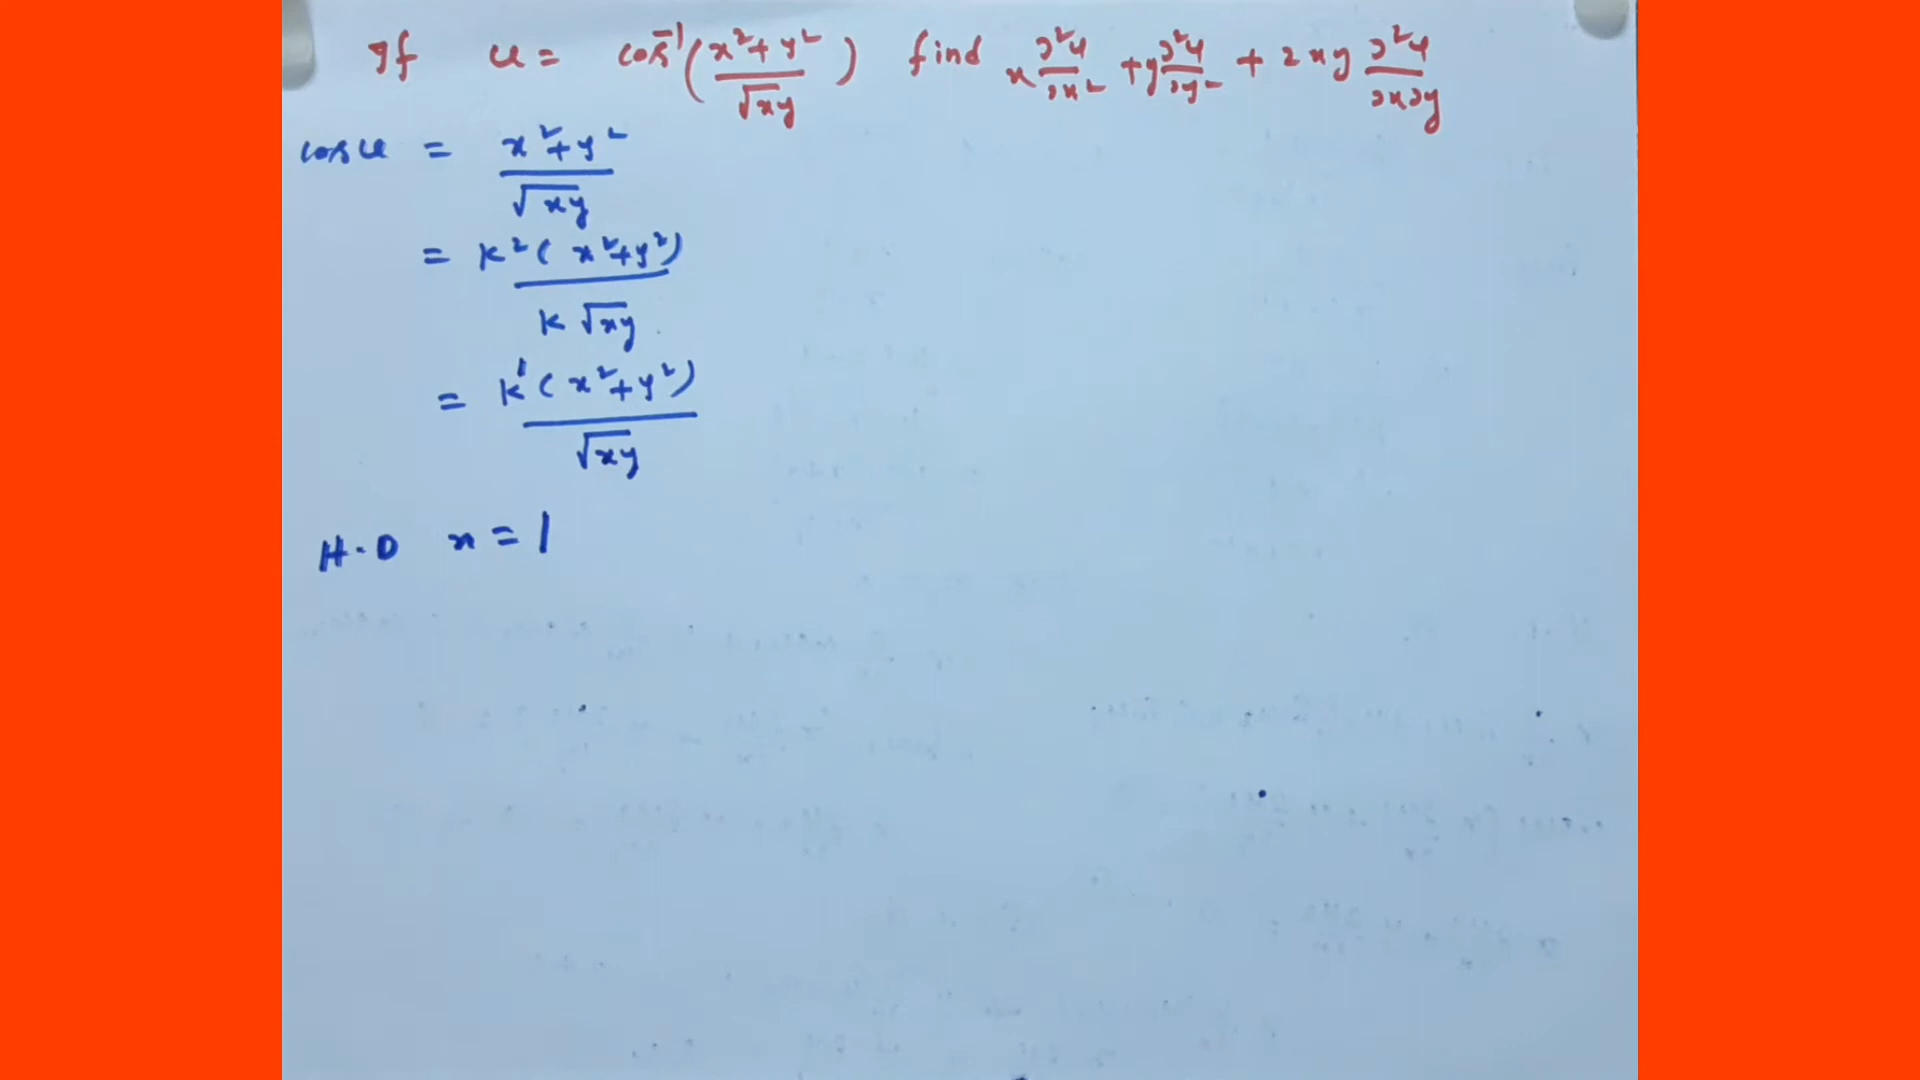 If u = cos⁻¹(x²+y²/√xy) find x ∂²u/∂x² + y ∂²u/∂y² + 2xy ∂²u/∂x∂y
cos u = x²+y²/√xy
= K²(x²+y²)/K√xy
= K¹(x²+y²)/√xy
H.D n = 1